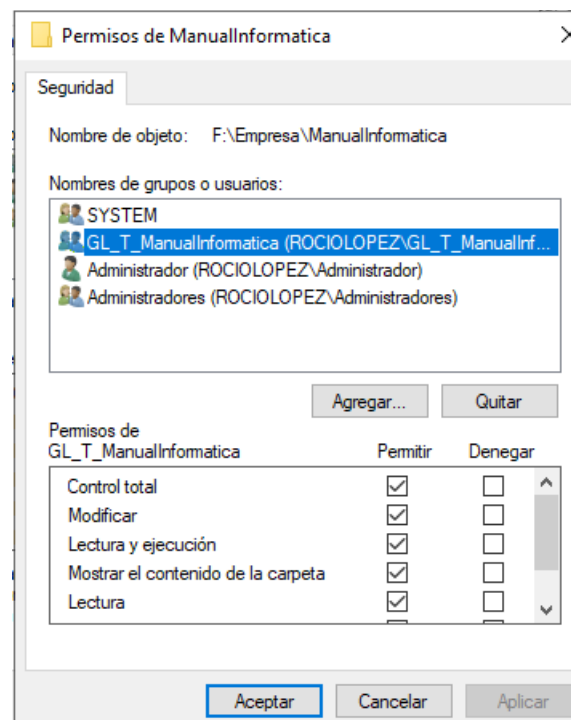 Permisos de ManualInformatica
Seguridad
Nombre de objeto: F:\Empresa\ManualInformatica
Nombres de grupos o usuarios:
SYSTEM
GL_T_ManualInformatica (ROCIOLOPEZ\GL_T_ManualInf...
Administrador (ROCIOLOPEZ\Administrador)
Administradores (ROCIOLOPEZ\Administradores)
Agregar... Quitar
Permisos de
GL_T_ManualInformatica Permitir Denegar
Control total
Modificar
Lectura y ejecución
Mostrar el contenido de la carpeta
Lectura
Aceptar Cancelar Aplicar